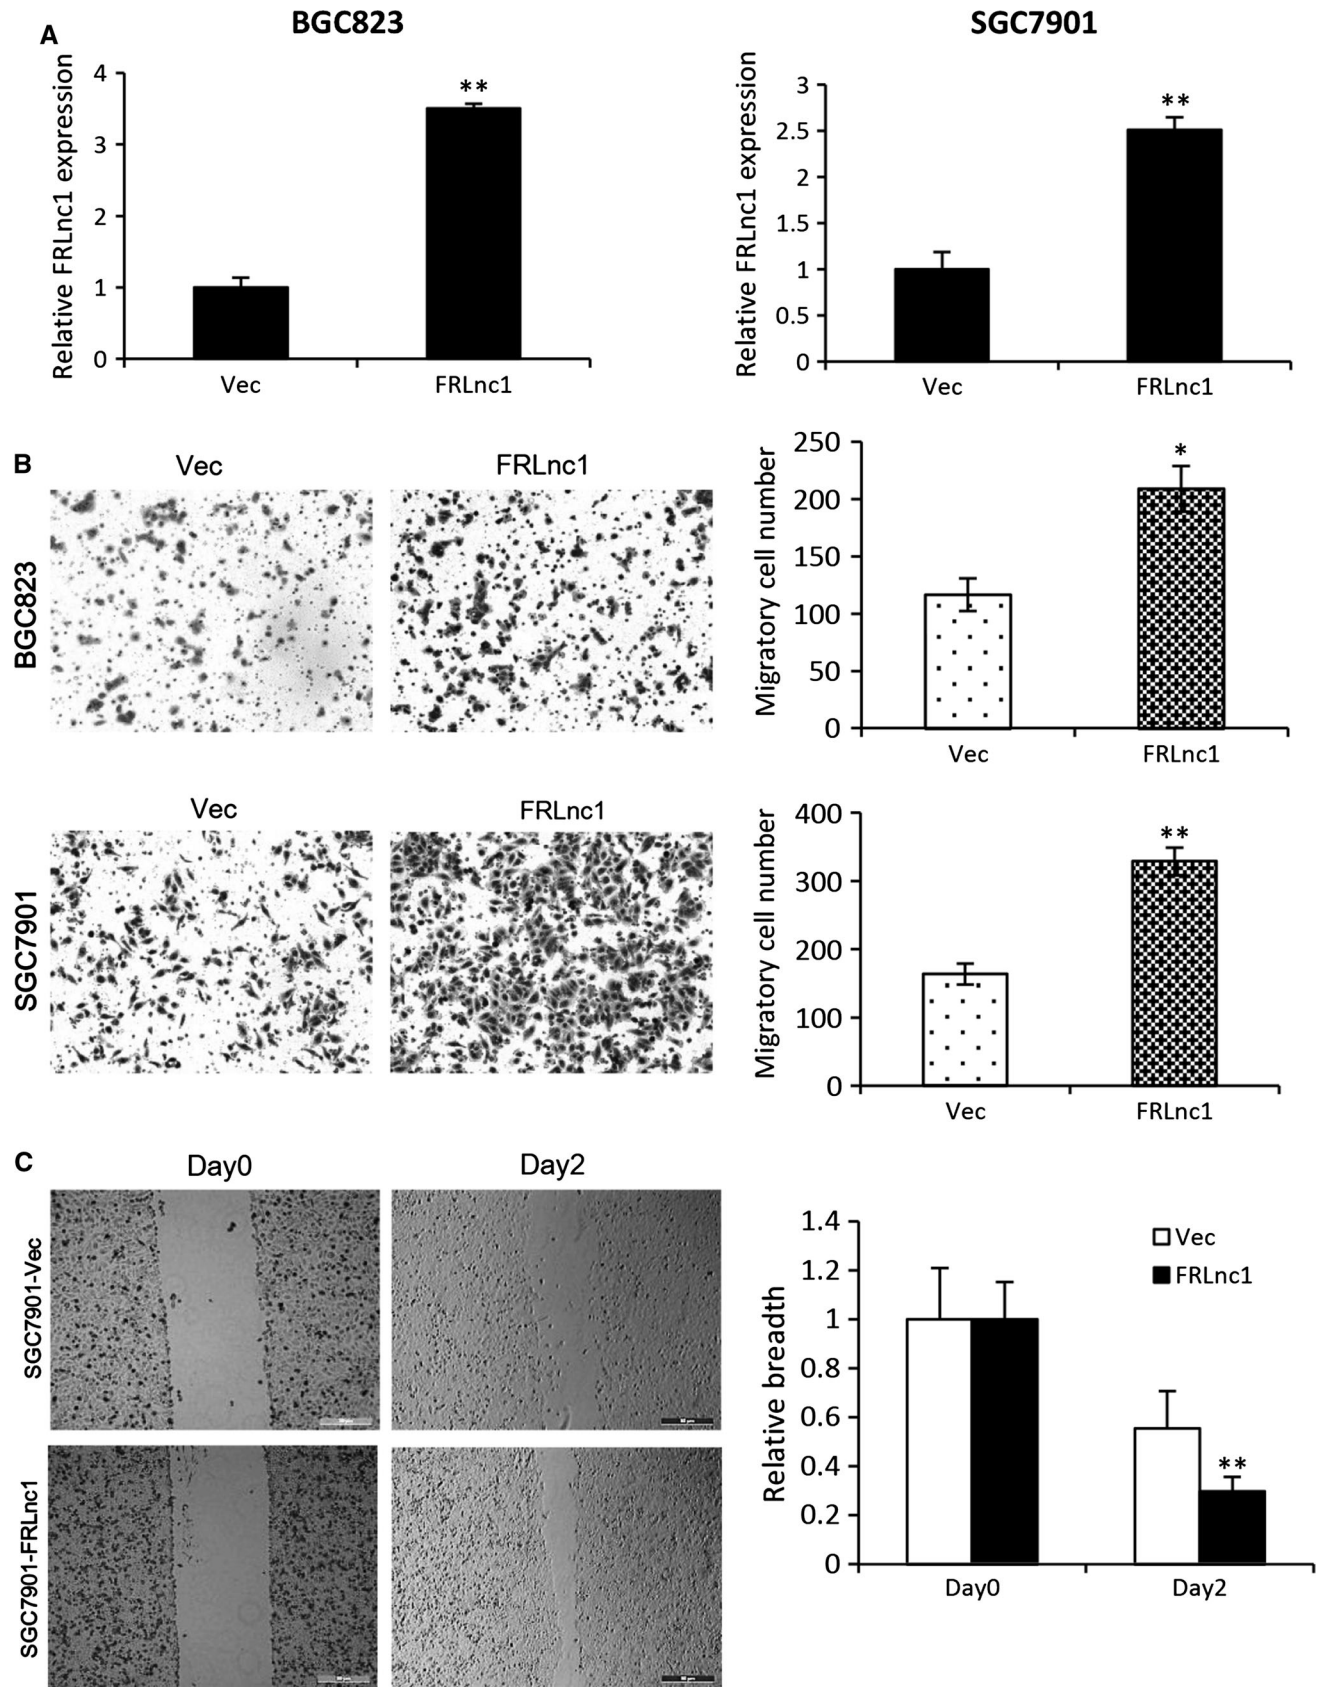 A
BGC823
SGC7901
Relative FRLnc1 expression
4
3
2
1
0
**
Vec
FRLnc1
Relative FRLnc1 expression
3
2.5
2
1.5
1
0.5
0
**
Vec
FRLnc1
B
Vec
FRLnc1
BGC823
Migratory cell number
250
200
150
100
50
0
*
Vec
FRLnc1
Vec
FRLnc1
SGC7901
Migratory cell number
400
300
200
100
0
**
Vec
FRLnc1
C
Day0
Day2
SGC7901-Vec
SGC7901-FRLnc1
Relative breadth
1.4
1.2
1
0.8
0.6
0.4
0.2
0
Vec
FRLnc1
**
Day0
Day2